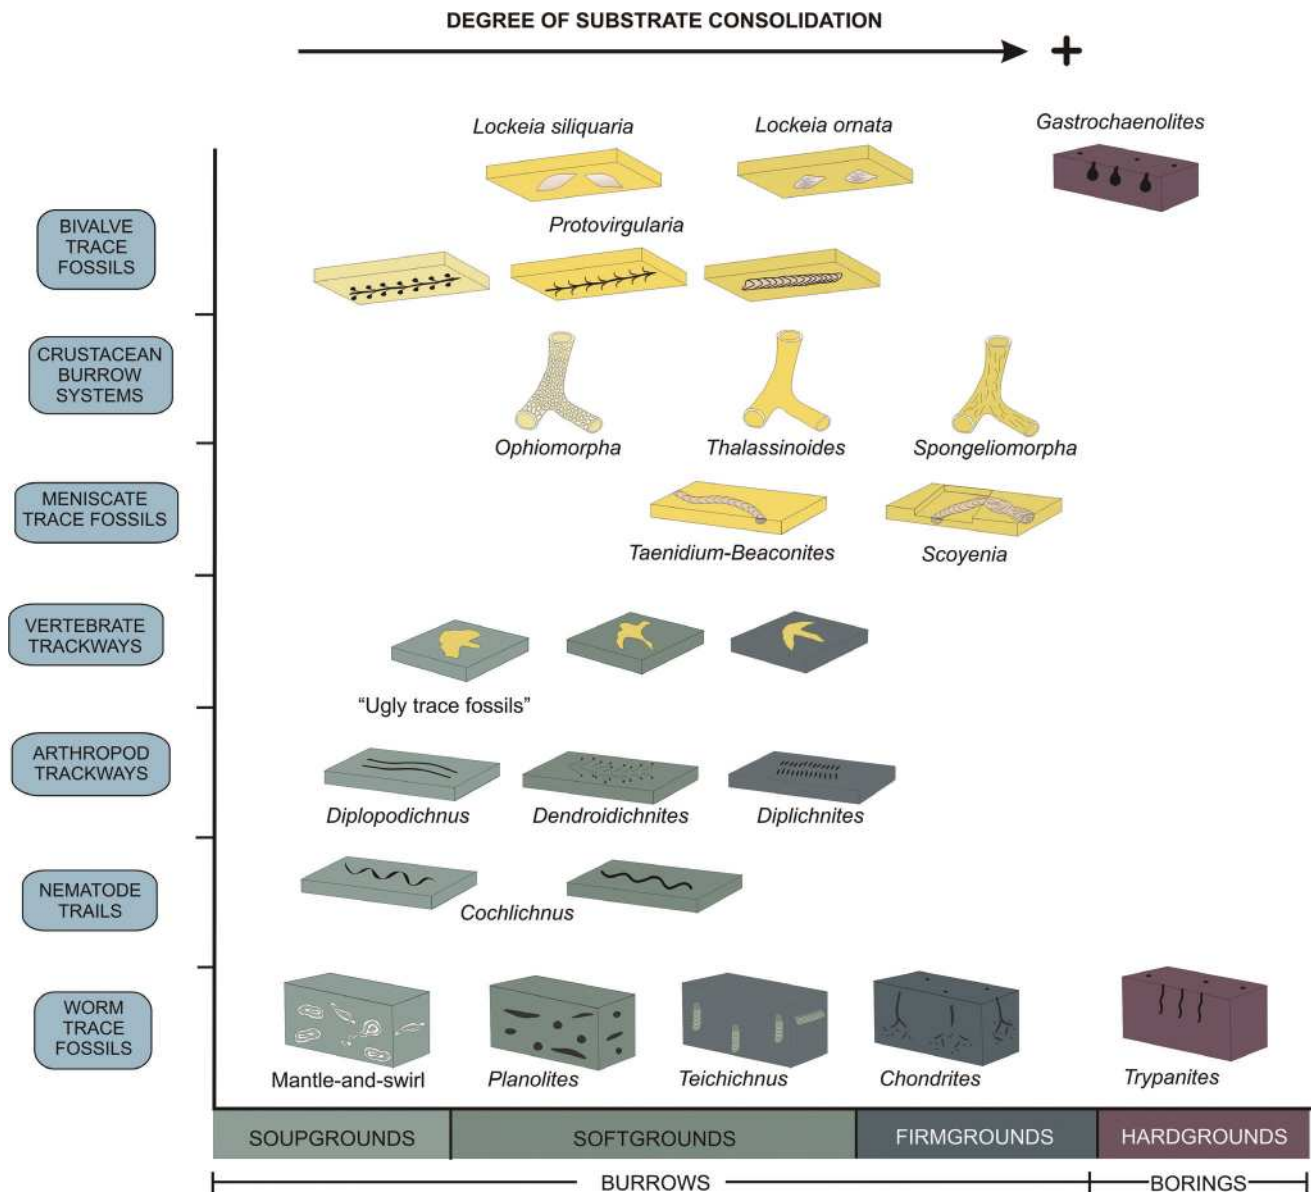 DEGREE OF SUBSTRATE CONSOLIDATION
+
Lockeia siliquaria
Lockeia ornata
Gastrochaenolites
BIVALVE
TRACE
FOSSILS
Protovirgularia
CRUSTACEAN
BURROW
SYSTEMS
Ophiomorpha
Thalassinoides
Spongeliomorpha
MENISCATE
TRACE FOSSILS
Taenidium-Beaconites
Scoyenia
VERTEBRATE
TRACKWAYS
“Ugly trace fossils”
ARTHROPOD
TRACKWAYS
Diplopodichnus
Dendroidichnites
Diplichnites
NEMATODE
TRAILS
Cochlichnus
WORM
TRACE
FOSSILS
Mantle-and-swirl
Planolites
Teichichnus
Chondrites
Trypanites
SOUPGROUNDS
SOFTGROUNDS
FIRMGROUNDS
HARDGROUNDS
BURROWS
BORINGS